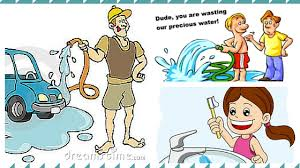 Dude, you are wasting
our precious water!
dreamstime.com